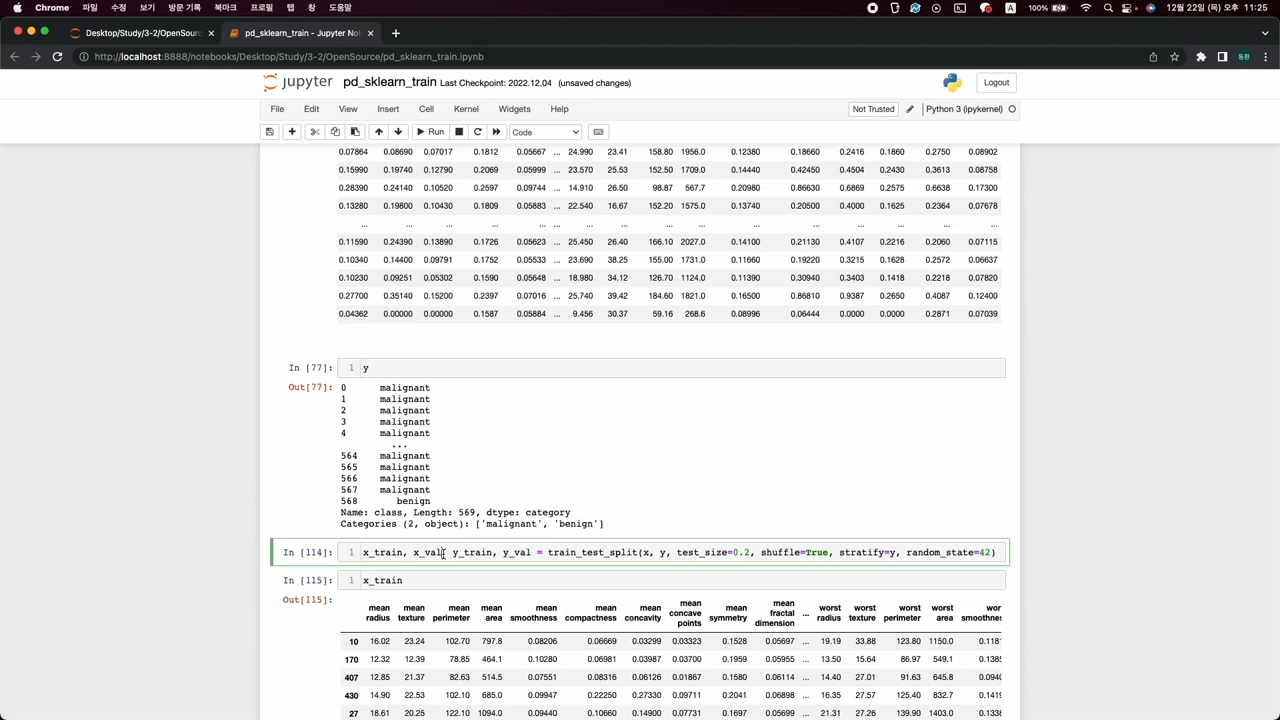 Chrome 파일 수정 보기 방문 기록 북마크 프로필 탭 창 도움말 A 100% 12월 22일 (목) 오후 11:25
Desktop/Study/3-2/OpenSourc pd_sklearn_train - Jupyter Not
http://localhost:8888/notebooks/Desktop/Study/3-2/OpenSource/pd_sklearn_train.ipynb
jupyter pd_sklearn_train Last Checkpoint: 2022.12.04 (unsaved changes) Logout
File Edit View Insert Cell Kernel Widgets Help Not Trusted Python 3 (ipykernel)
Run Code
0.07864 0.08690 0.07017 0.1812 0.05667 ... 24.990 23.41 158.80 1956.0 0.12380 0.18660 0.2416 0.1860 0.2750 0.08902
0.15990 0.19740 0.12790 0.2069 0.05999 ... 23.570 25.53 152.50 1709.0 0.14440 0.42450 0.4504 0.2430 0.3613 0.08758
0.28390 0.24140 0.10520 0.2597 0.09744 ... 14.910 26.50 98.87 567.7 0.20980 0.86630 0.6869 0.2575 0.6638 0.17300
0.13280 0.19800 0.10430 0.1809 0.05883 ... 22.540 16.67 152.20 1575.0 0.13740 0.20500 0.4000 0.1625 0.2364 0.07678
... ... ... ... ... ... ... ... ... ... ... ... ... ... ... ...
0.11590 0.24390 0.13890 0.1726 0.05623 ... 25.450 26.40 166.10 2027.0 0.14100 0.21130 0.4107 0.2216 0.2060 0.07115
0.10340 0.14400 0.09791 0.1752 0.05533 ... 23.690 38.25 155.00 1731.0 0.11660 0.19220 0.3215 0.1628 0.2572 0.06637
0.10230 0.09251 0.05302 0.1590 0.05648 ... 18.980 34.12 126.70 1124.0 0.11390 0.30940 0.3403 0.1418 0.2218 0.07820
0.27700 0.35140 0.15200 0.2397 0.07016 ... 25.740 39.42 184.60 1821.0 0.16500 0.86810 0.9387 0.2650 0.4087 0.12400
0.04362 0.00000 0.00000 0.1587 0.05884 ... 9.456 30.37 59.16 268.6 0.08996 0.06444 0.0000 0.0000 0.2871 0.07039
In [77]: 1 y
Out[77]: 0 malignant
1 malignant
2 malignant
3 malignant
4 malignant
...
564 malignant
565 malignant
566 malignant
567 malignant
568 benign
Name: class, Length: 569, dtype: category
Categories (2, object): ['malignant', 'benign']
In [114]: 1 x_train, x_val, y_train, y_val = train_test_split(x, y, test_size=0.2, shuffle=True, stratify=y, random_state=42)
In [115]: 1 x_train
Out[115]:
mean radius mean texture mean perimeter mean area mean smoothness mean compactness mean concavity mean concave points mean symmetry mean fractal dimension ... worst radius worst texture worst perimeter worst area wor smoothnes
10 16.02 23.24 102.70 797.8 0.08206 0.06669 0.03299 0.03323 0.1528 0.05697 ... 19.19 33.88 123.80 1150.0 0.118
170 12.32 12.39 78.85 464.1 0.10280 0.06981 0.03987 0.03700 0.1959 0.05955 ... 13.50 15.64 86.97 549.1 0.138
407 12.85 21.37 82.63 514.5 0.07551 0.08316 0.06126 0.01867 0.1580 0.06114 ... 14.40 27.01 91.63 645.8 0.094
430 14.90 22.53 102.10 685.0 0.09947 0.22250 0.27330 0.09711 0.2041 0.06898 ... 16.35 27.57 125.40 832.7 0.141
27 18.61 20.25 122.10 1094.0 0.09440 0.10660 0.14900 0.07731 0.1697 0.05699 ... 21.31 27.26 139.90 1403.0 0.133